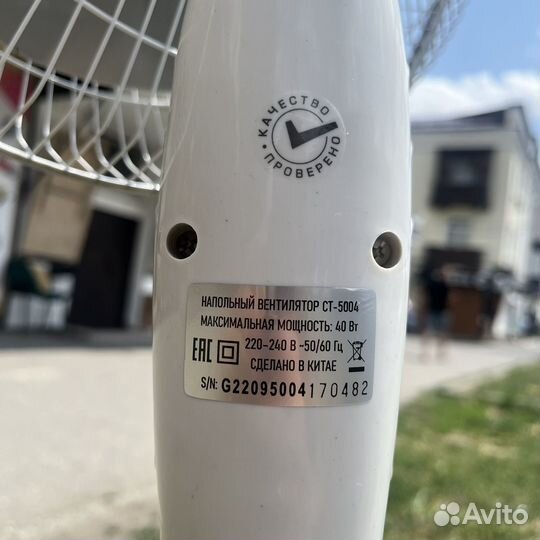 КАЧЕСТВО
ПРОВЕРЕНО
НАПОЛЬНЫЙ ВЕНТИЛЯТОР CT-5004
МАКСИМАЛЬНАЯ МОЩНОСТЬ: 40 Вт
EAC 220-240 В ~50/60 Гц
СДЕЛАНО В КИТАЕ
S/N: G22095004170482
Avito